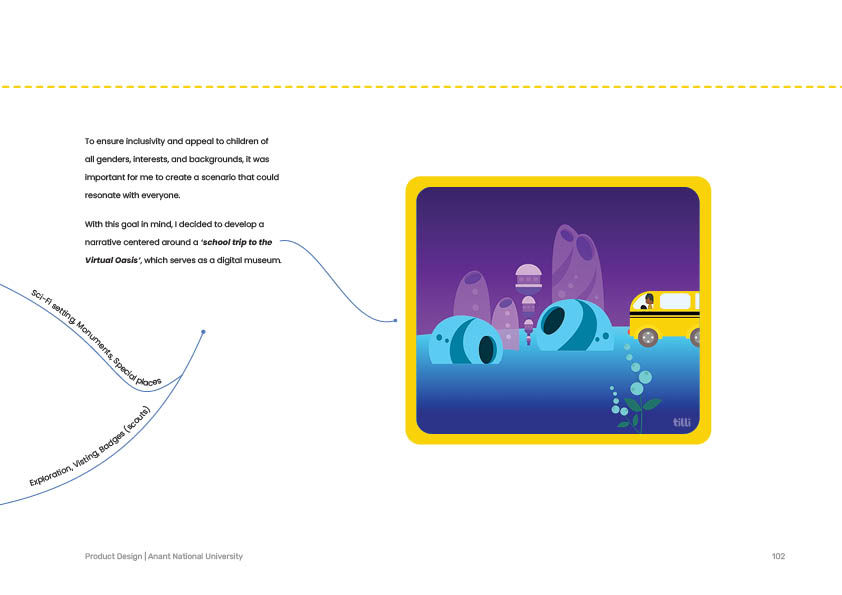 To ensure inclusivity and appeal to children of
all genders, interests, and backgrounds, it was
important for me to create a scenario that could
resonate with everyone.
With this goal in mind, I decided to develop a
narrative centered around a ‘school trip to the
Virtual Oasis’, which serves as a digital museum.
Sci-Fi setting, Monuments, Special places
Exploration, Visting, Badges (scouts)
tilli
Product Design | Anant National University
102